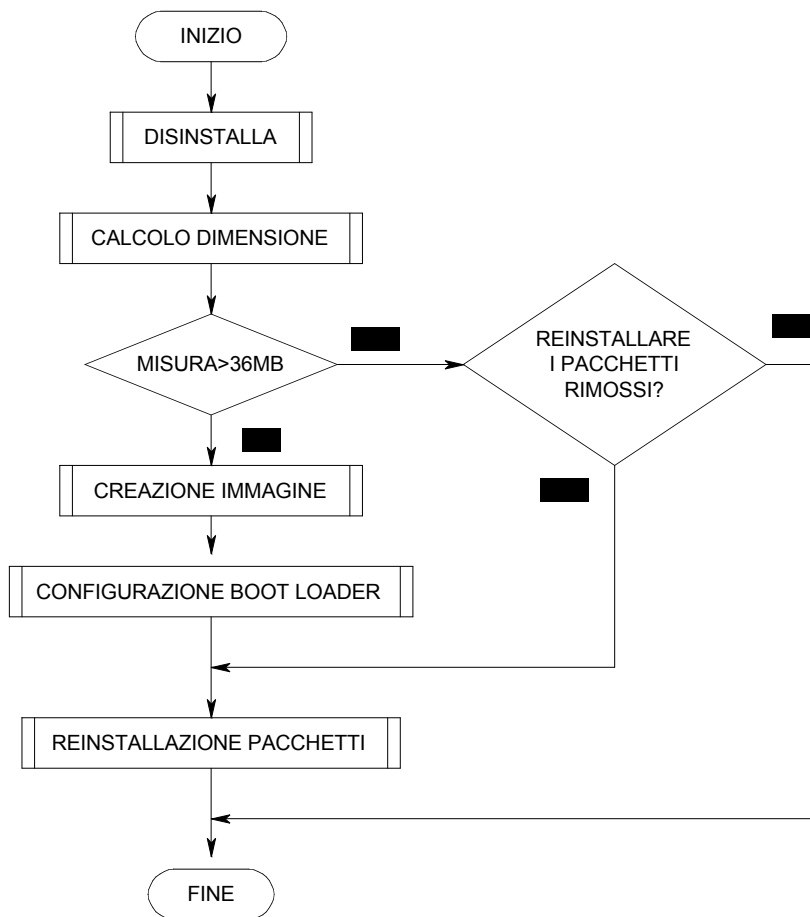 INIZIO
DISINSTALLA
CALCOLO DIMENSIONE
MISURA>36MB
REINSTALLARE
I PACCHETTI
RIMOSSI?
CREAZIONE IMMAGINE
CONFIGURAZIONE BOOT LOADER
REINSTALLAZIONE PACCHETTI
FINE